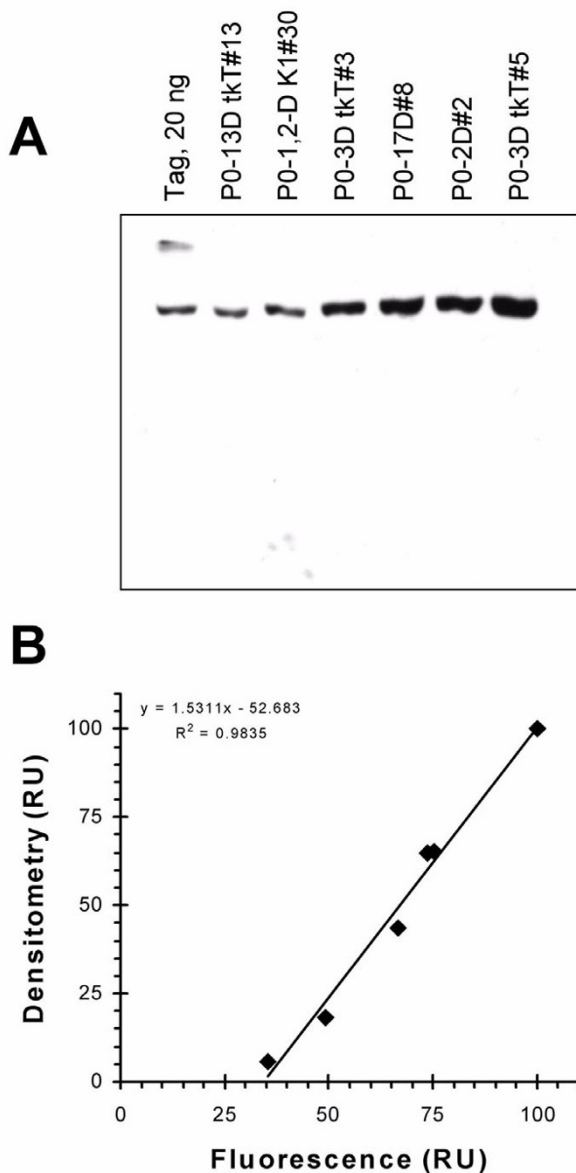 A
Tag, 20 ng
P0-13D tkT#13
P0-1,2-D K1#30
P0-3D tkT#3
P0-17D#8
P0-2D#2
P0-3D tkT#5
B
y = 1.5311x - 52.683
R² = 0.9835
Densitometry (RU)
100
75
50
25
0
0 25 50 75 100
Fluorescence (RU)